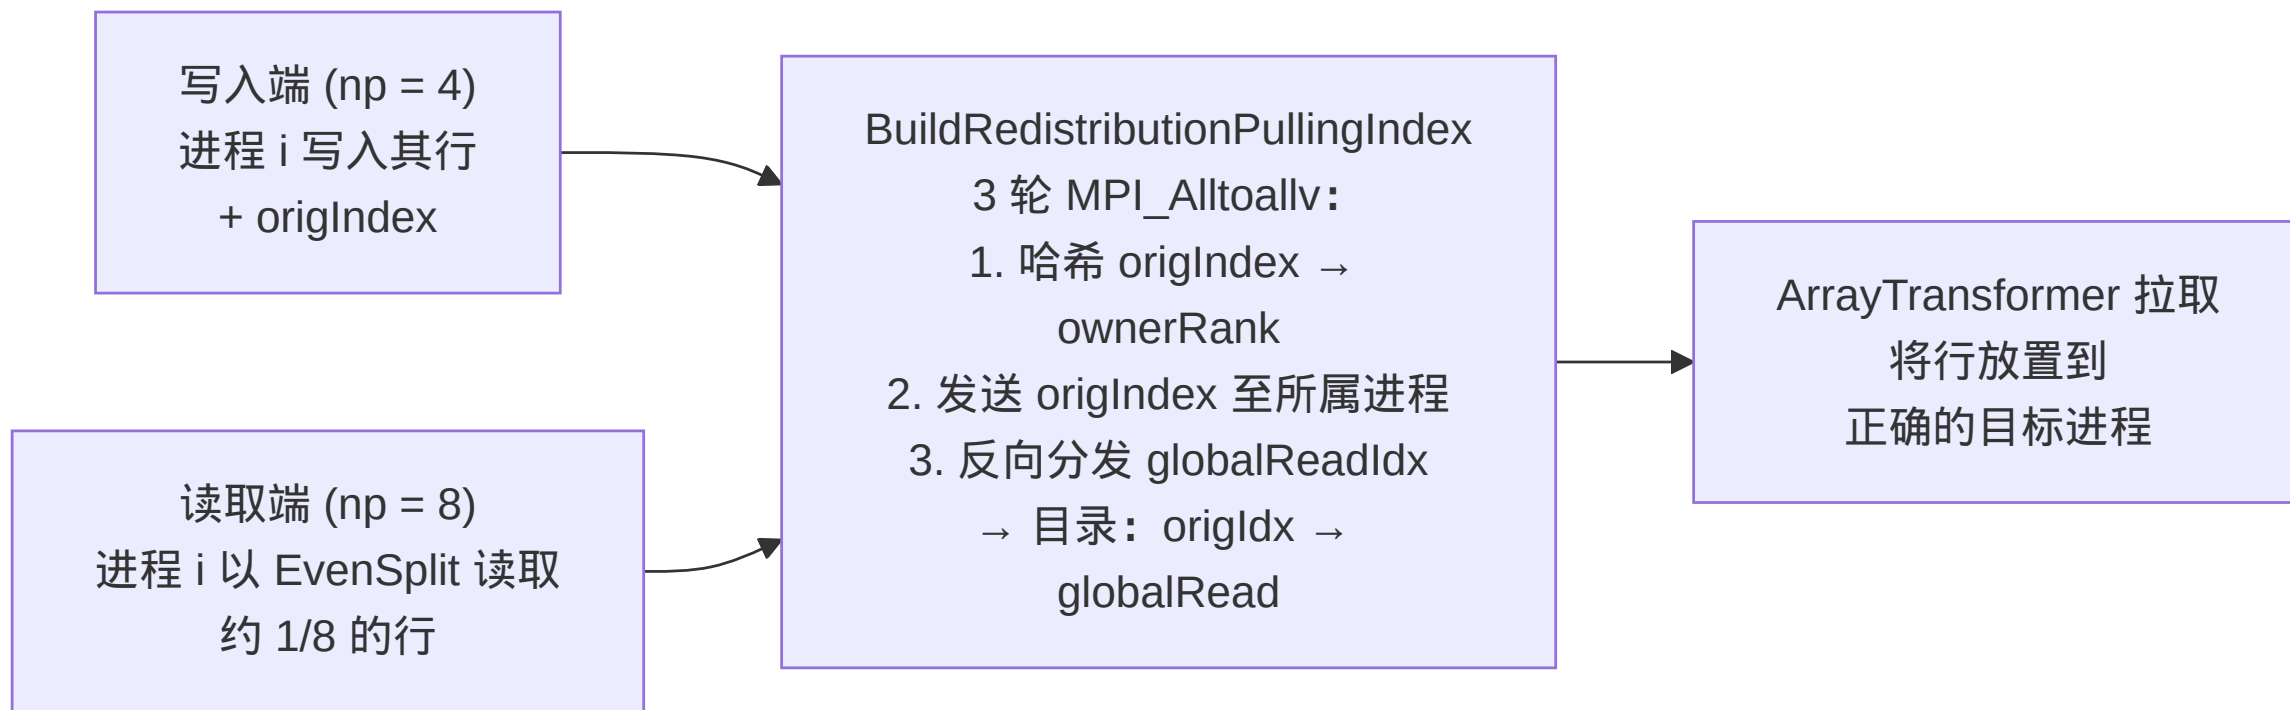 写入端 (np = 4)
进程 i 写入其行
+ origIndex
读取端 (np = 8)
进程 i 以 EvenSplit 读取
约 1/8 的行
BuildRedistributionPullingIndex
3 轮 MPI_Alltoallv：
1. 哈希 origIndex →
ownerRank
2. 发送 origIndex 至所属进程
3. 反向分发 globalReadIdx
→ 目录：origIdx →
globalRead
ArrayTransformer 拉取
将行放置到
正确的目标进程